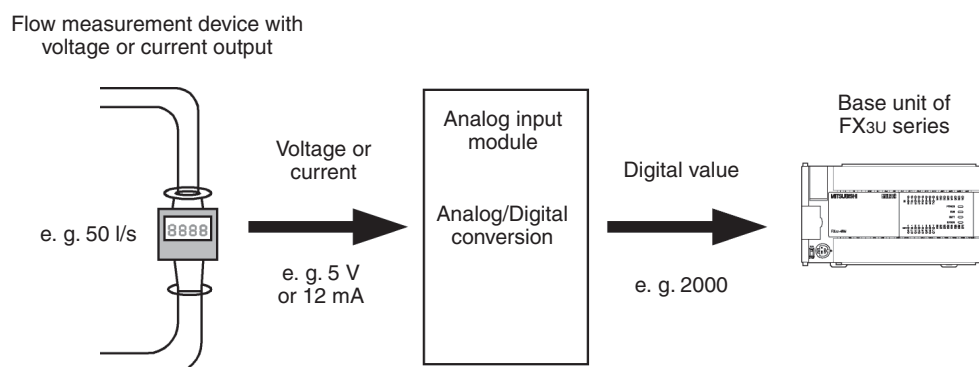 Flow measurement device with
voltage or current output
e. g. 50 l/s
8888
Voltage or
current
e. g. 5 V
or 12 mA
Analog input
module
Analog/Digital
conversion
Digital value
e. g. 2000
Base unit of
FX3U series
MITSUBISHI